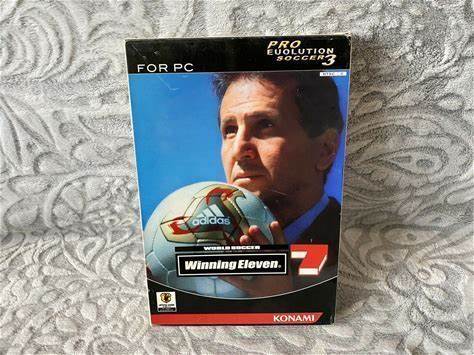 FOR PC
PRO
EVOLUTION
SOCCER 3
adidas
WORLD SOCCER
Winning Eleven®
7
KONAMI